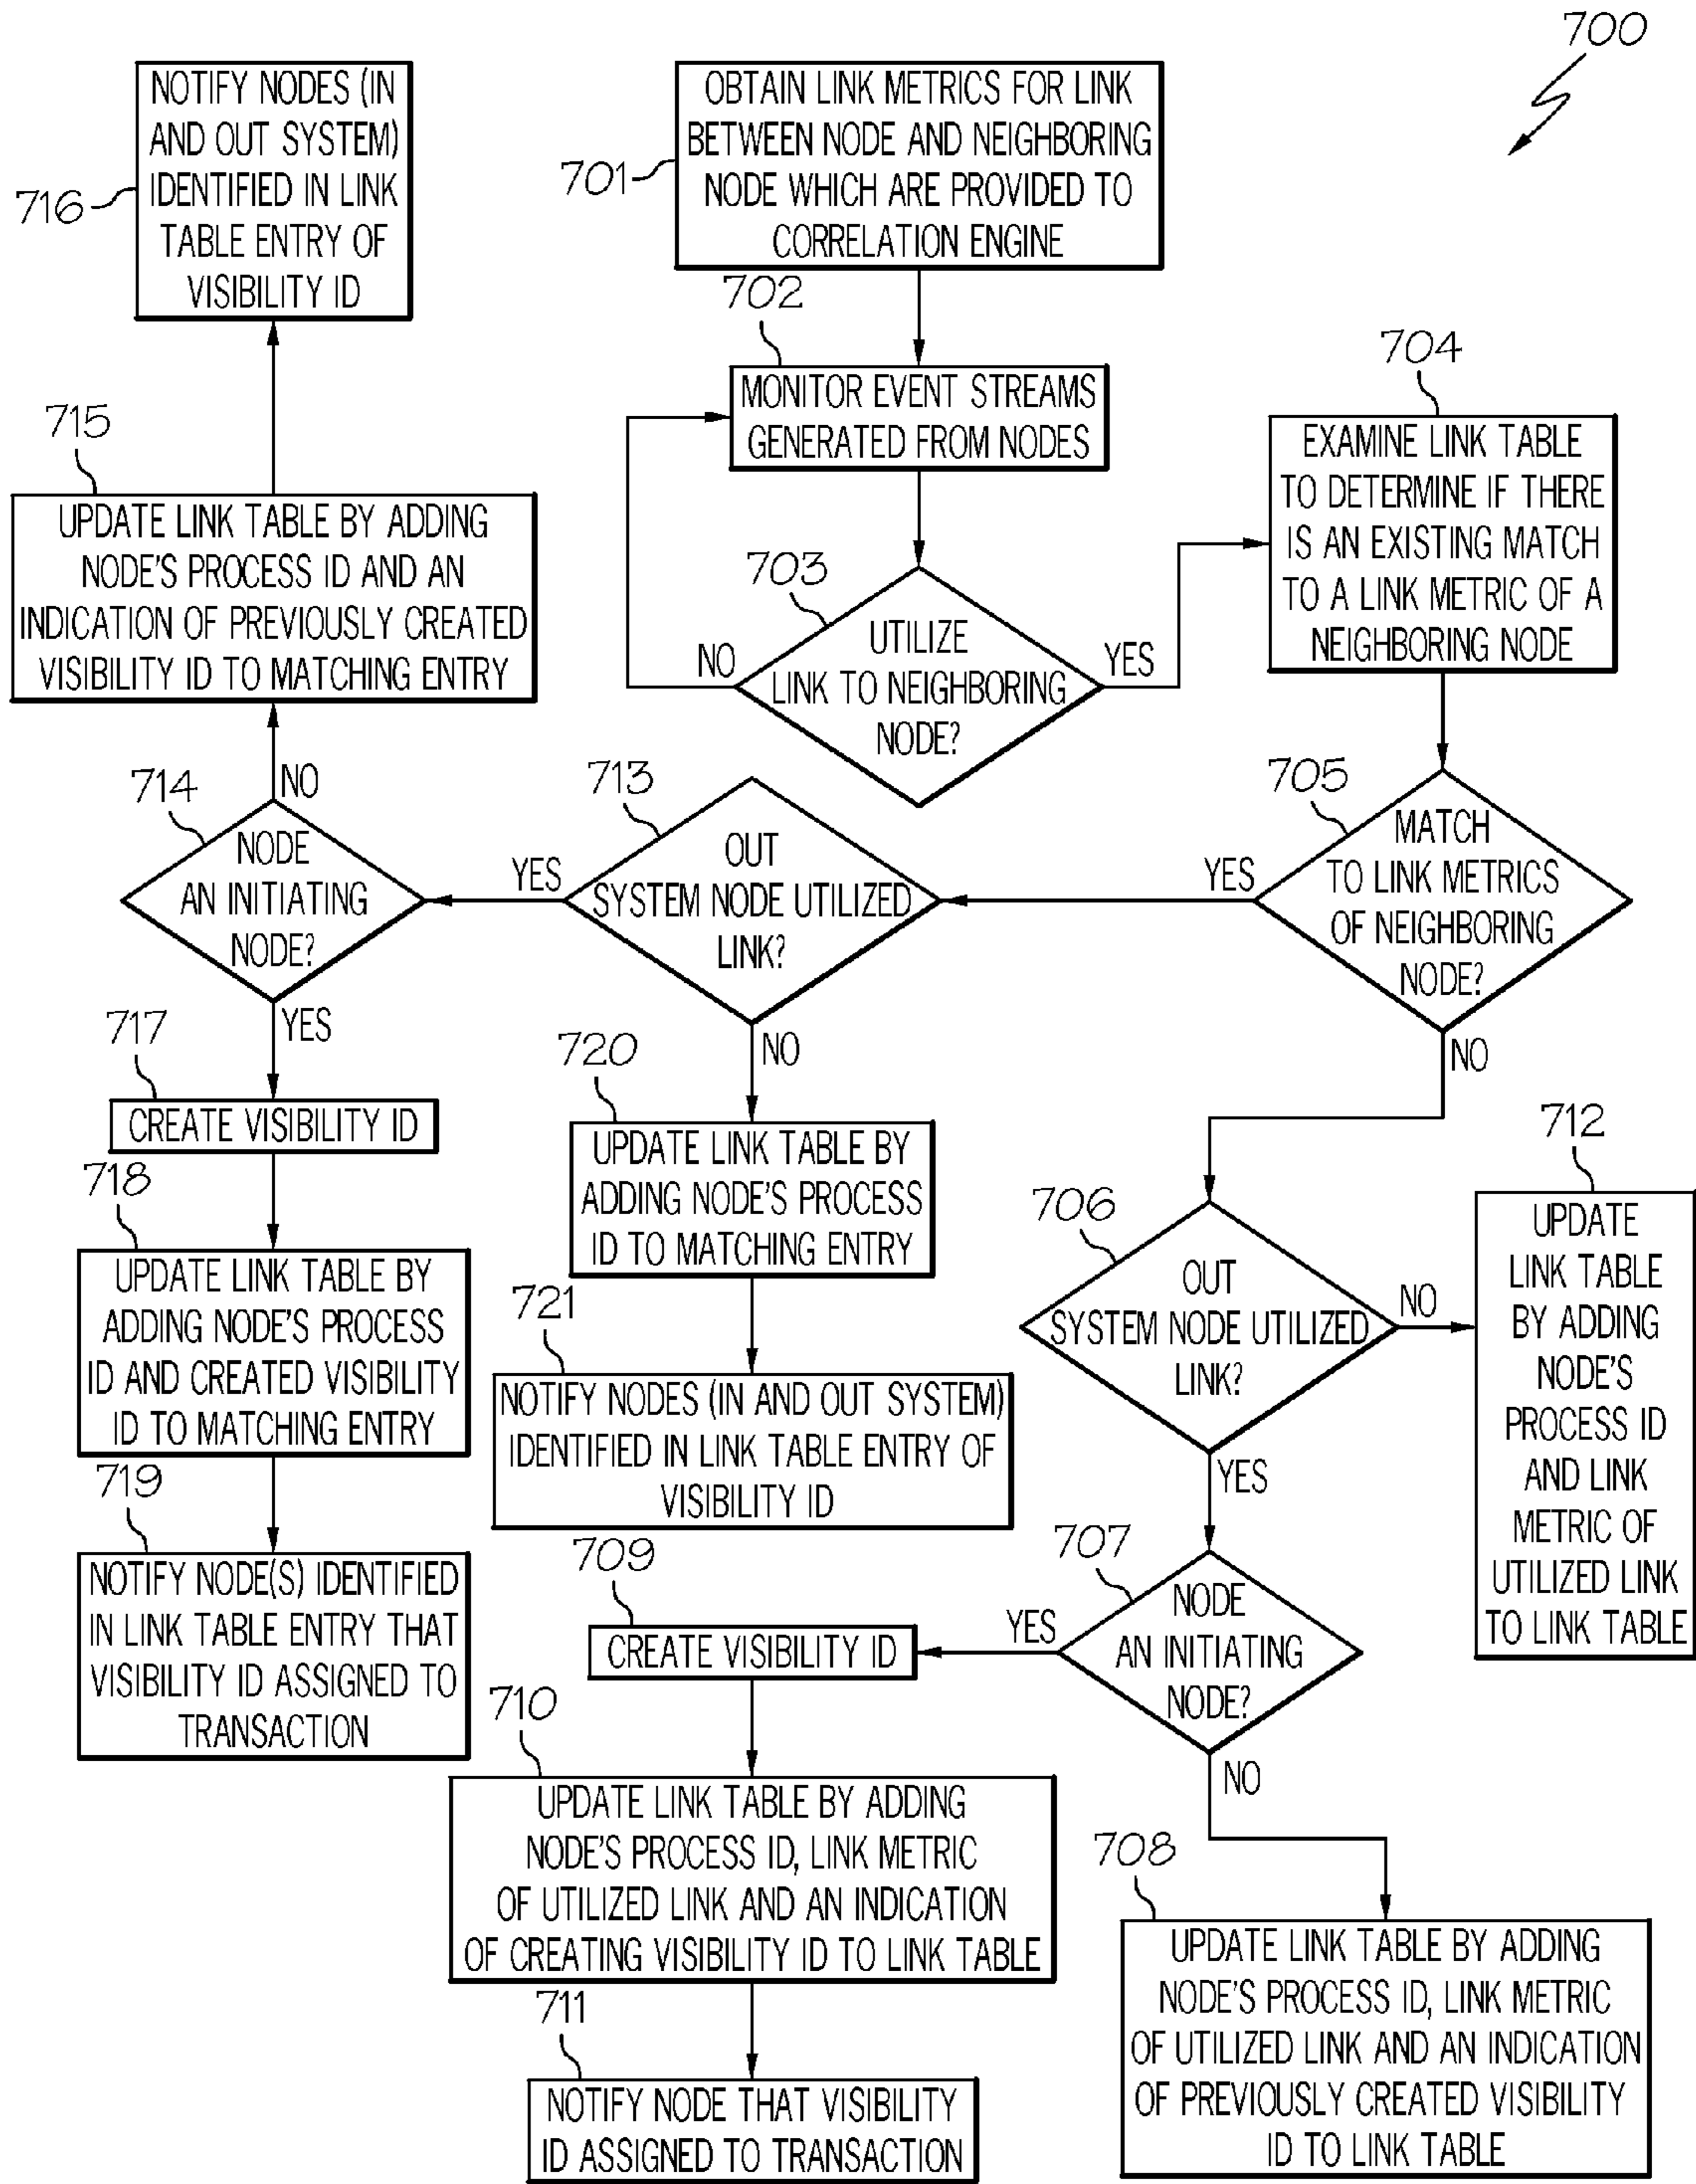 700
716
NOTIFY NODES (IN
AND OUT SYSTEM)
IDENTIFIED IN LINK
TABLE ENTRY OF
VISIBILITY ID
701
OBTAIN LINK METRICS FOR LINK
BETWEEN NODE AND NEIGHBORING
NODE WHICH ARE PROVIDED TO
CORRELATION ENGINE
702
MONITOR EVENT STREAMS
GENERATED FROM NODES
703
UTILIZE
LINK TO NEIGHBORING
NODE?
NO
YES
704
EXAMINE LINK TABLE
TO DETERMINE IF THERE
IS AN EXISTING MATCH
TO A LINK METRIC OF A
NEIGHBORING NODE
705
MATCH
TO LINK METRICS
OF NEIGHBORING
NODE?
YES
NO
713
OUT
SYSTEM NODE UTILIZED
LINK?
YES
NO
714
NODE
AN INITIATING
NODE?
NO
YES
715
UPDATE LINK TABLE BY ADDING
NODE'S PROCESS ID AND AN
INDICATION OF PREVIOUSLY CREATED
VISIBILITY ID TO MATCHING ENTRY
717
CREATE VISIBILITY ID
718
UPDATE LINK TABLE BY
ADDING NODE'S PROCESS
ID AND CREATED VISIBILITY
ID TO MATCHING ENTRY
719
NOTIFY NODE(S) IDENTIFIED
IN LINK TABLE ENTRY THAT
VISIBILITY ID ASSIGNED TO
TRANSACTION
720
UPDATE LINK TABLE BY
ADDING NODE'S PROCESS
ID TO MATCHING ENTRY
721
NOTIFY NODES (IN AND OUT SYSTEM)
IDENTIFIED IN LINK TABLE ENTRY OF
VISIBILITY ID
706
OUT
SYSTEM NODE UTILIZED
LINK?
NO
YES
712
UPDATE
LINK TABLE
BY ADDING
NODE'S
PROCESS ID
AND LINK
METRIC OF
UTILIZED LINK
TO LINK TABLE
707
NODE
AN INITIATING
NODE?
YES
NO
709
CREATE VISIBILITY ID
710
UPDATE LINK TABLE BY ADDING
NODE'S PROCESS ID, LINK METRIC
OF UTILIZED LINK AND AN INDICATION
OF CREATING VISIBILITY ID TO LINK TABLE
711
NOTIFY NODE THAT VISIBILITY
ID ASSIGNED TO TRANSACTION
708
UPDATE LINK TABLE BY ADDING
NODE'S PROCESS ID, LINK METRIC
OF UTILIZED LINK AND AN INDICATION
OF PREVIOUSLY CREATED VISIBILITY
ID TO LINK TABLE